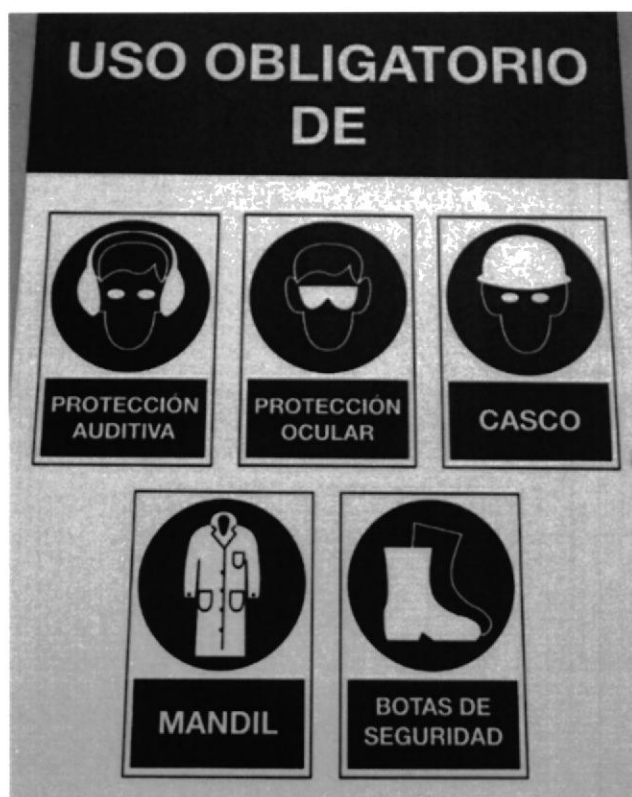 USO OBLIGATORIO
DE
PROTECCIÓN
AUDITIVA
PROTECCIÓN
OCULAR
CASCO
MANDIL
BOTAS DE
SEGURIDAD